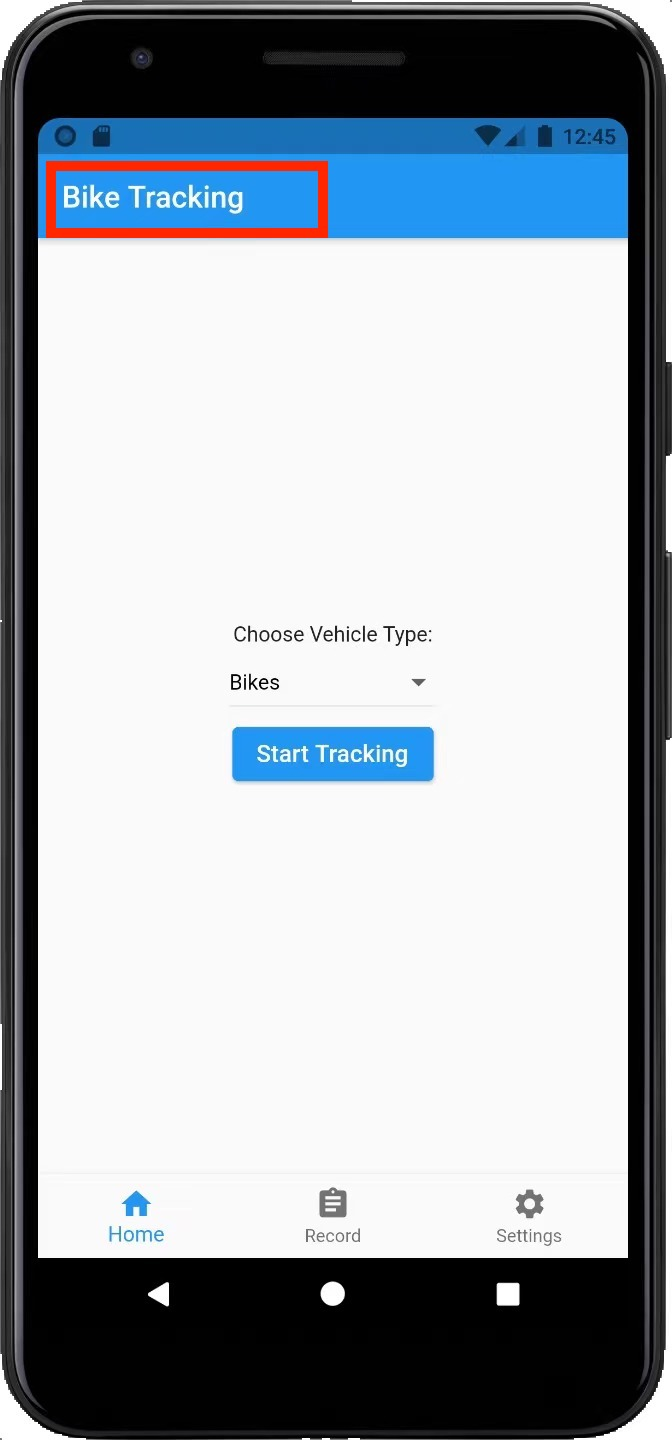 12:45
Bike Tracking
Choose Vehicle Type:
Bikes
Start Tracking
Home
Record
Settings